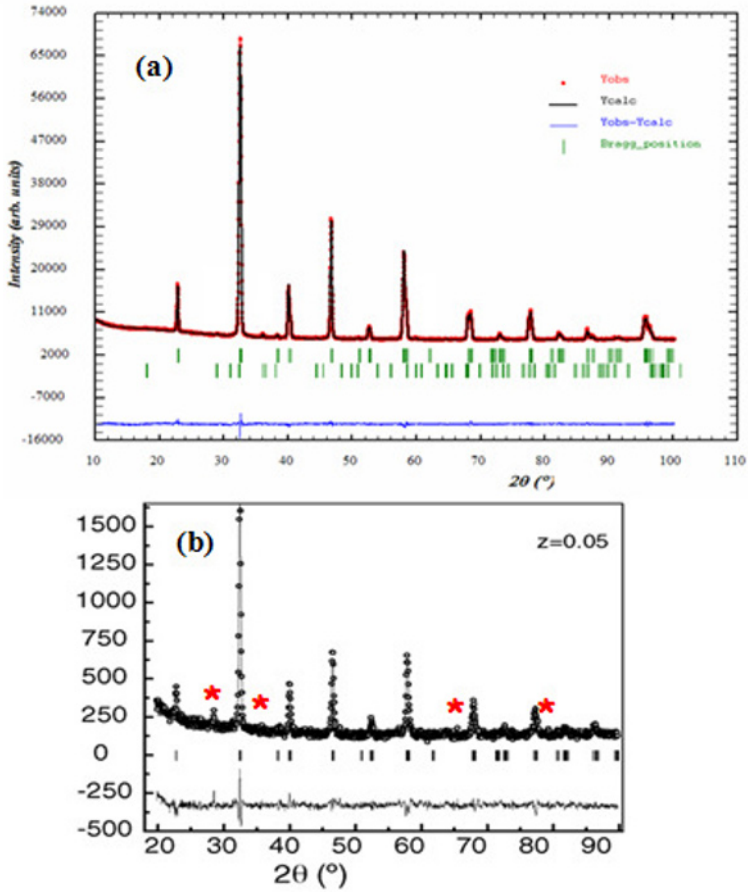 74000
(a)
65000
Yobs
56000
Ycalc
Yobs-Ycalc
47000
Bragg_position
38000
29000
20000
11000
2000
-7000
-16000
Intensity (arb. units)
10 20 30 40 50 60 70 80 90 100 110
2θ (°)
1500
(b)
z=0.05
1250
1000
750
500
250
0
-250
-500
20 30 40 50 60 70 80 90
2θ (°)